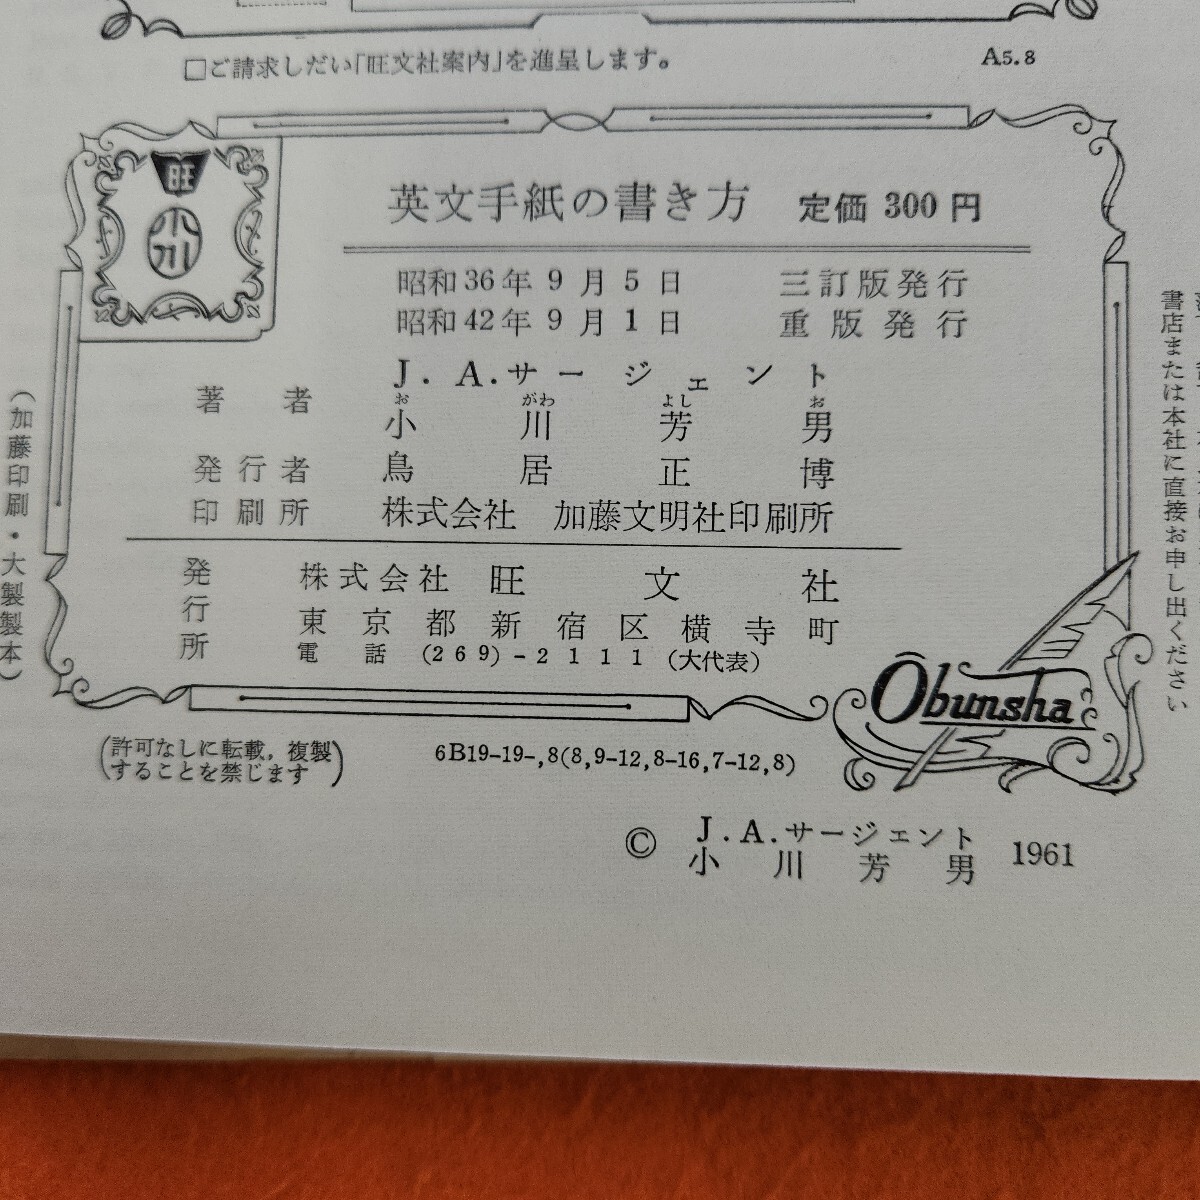 □ご請求しだい「旺文社案内」を進呈します。
A5.8
旺
小川
英文手紙の書き方 定価 300 円
昭和36年9月5日 三訂版発行
昭和42年9月1日 重版発行
著者 J.A.サージェント
お がわ よし お
小川芳男
発行者 鳥居正博
印刷所 株式会社 加藤文明社印刷所
発行所 株式会社 旺文社
東京都新宿区横寺町
電話 (269)-2111 (大代表)
Ōbunsha
(許可なしに転載,複製
することを禁じます)
6B19-19-,8(8,9-12,8-16,7-12,8)
© J.A.サージェント
小川芳男 1961
(加藤印刷・大製製本)
書店または本社に直接お申し出ください